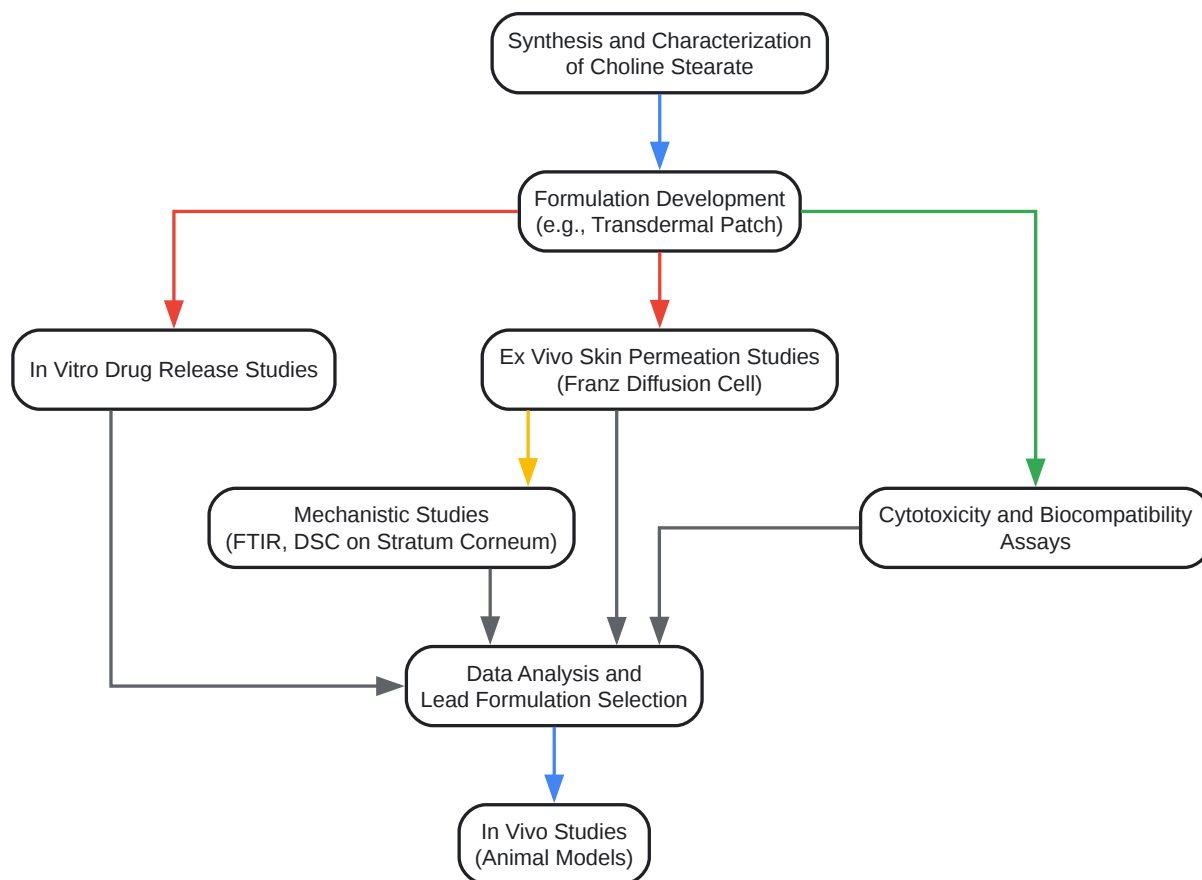 Synthesis and Characterization
of Choline Stearate
Formulation Development
(e.g., Transdermal Patch)
In Vitro Drug Release Studies
Ex Vivo Skin Permeation Studies
(Franz Diffusion Cell)
Mechanistic Studies
(FTIR, DSC on Stratum Corneum)
Cytotoxicity and Biocompatibility
Assays
Data Analysis and
Lead Formulation Selection
In Vivo Studies
(Animal Models)